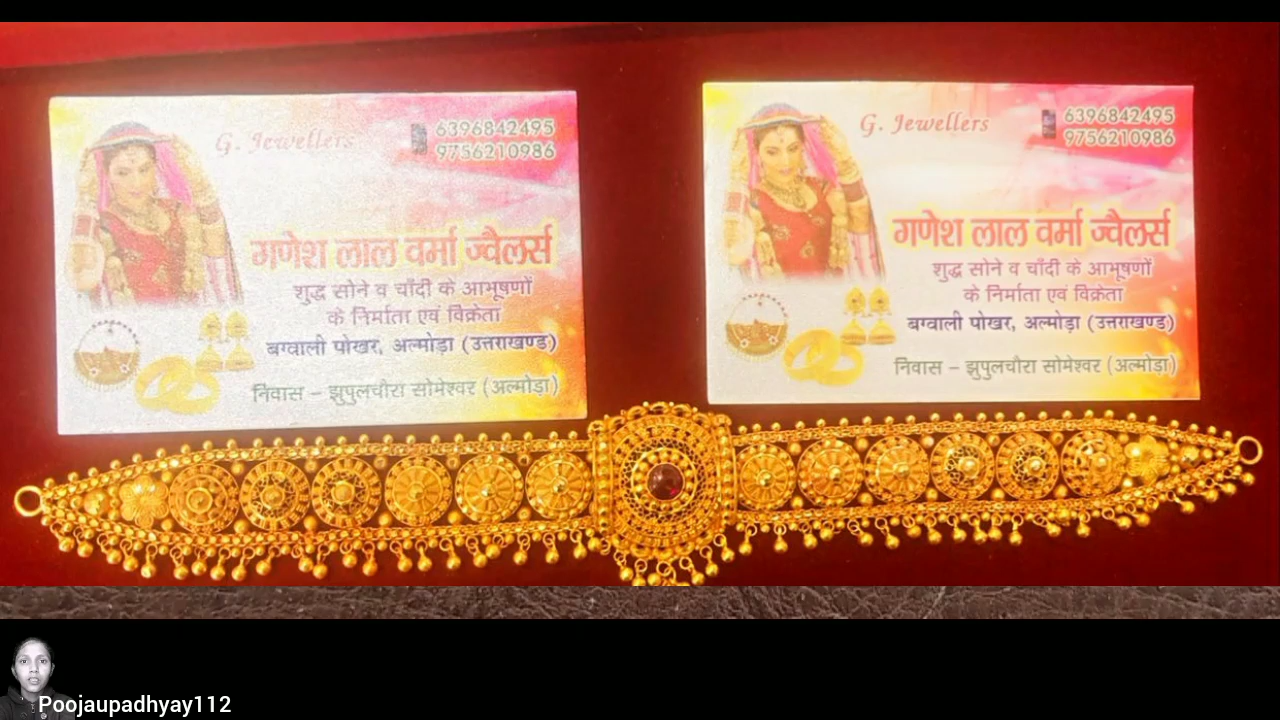 G. Jewellers
6396842495
9756210986
गणेश लाल वर्मा ज्वैलर्स
शुद्ध सोने व चाँदी के आभूषणों
के निर्माता एवं विक्रेता
बग्वाली पोखर, अल्मोड़ा (उत्तराखण्ड)
निवास – झुपुलचौरा सोमेश्वर (अल्मोड़ा)
G. Jewellers
6396842495
9756210986
गणेश लाल वर्मा ज्वैलर्स
शुद्ध सोने व चाँदी के आभूषणों
के निर्माता एवं विक्रेता
बग्वाली पोखर, अल्मोड़ा (उत्तराखण्ड)
निवास – झुपुलचौरा सोमेश्वर (अल्मोड़ा)
Poojaupadhyay112